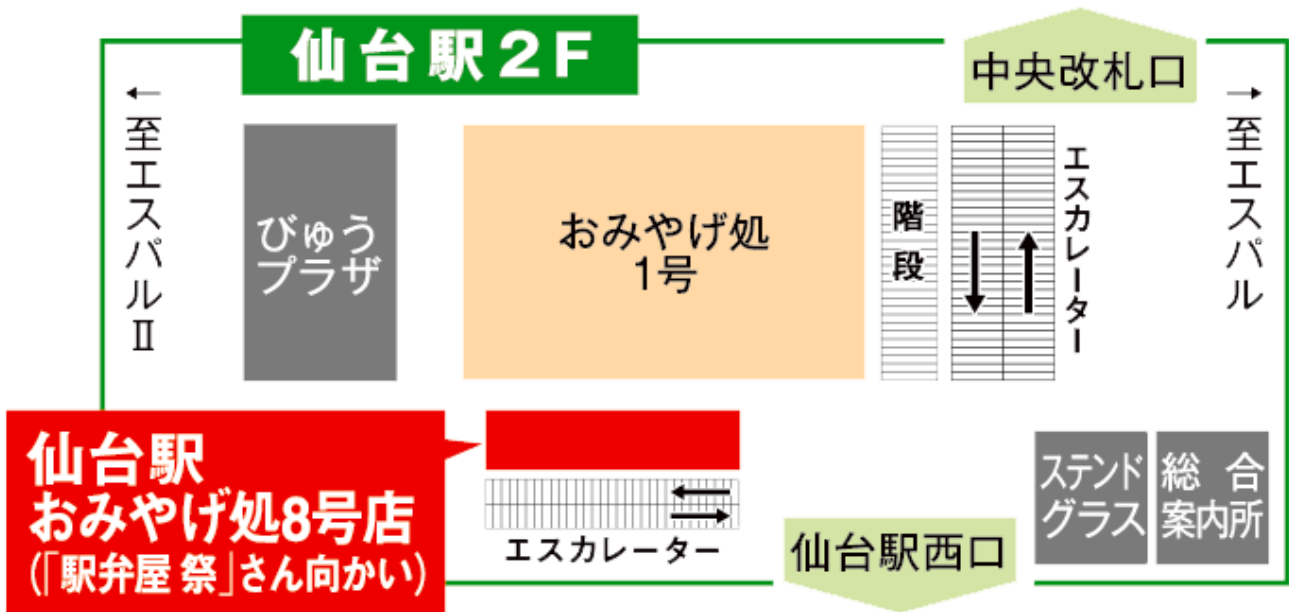 仙台駅2F
中央改札口
←至エスパルⅡ
びゅう
プラザ
おみやげ処
1号
階段
エスカレーター
→至エスパル
仙台駅
おみやげ処8号店
(「駅弁屋 祭」さん向かい)
エスカレーター
仙台駅西口
ステンド
グラス
総合
案内所